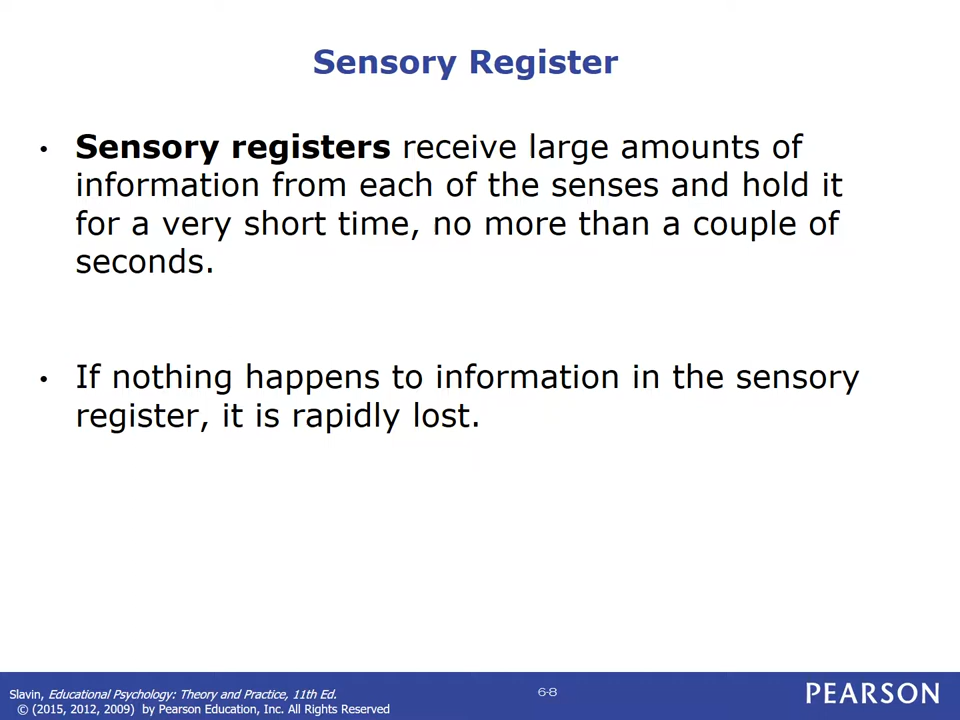 Sensory Register
• Sensory registers receive large amounts of
information from each of the senses and hold it
for a very short time, no more than a couple of
seconds.
• If nothing happens to information in the sensory
register, it is rapidly lost.
Slavin, Educational Psychology: Theory and Practice, 11th Ed.
© (2015, 2012, 2009) by Pearson Education, Inc. All Rights Reserved
6-8
PEARSON